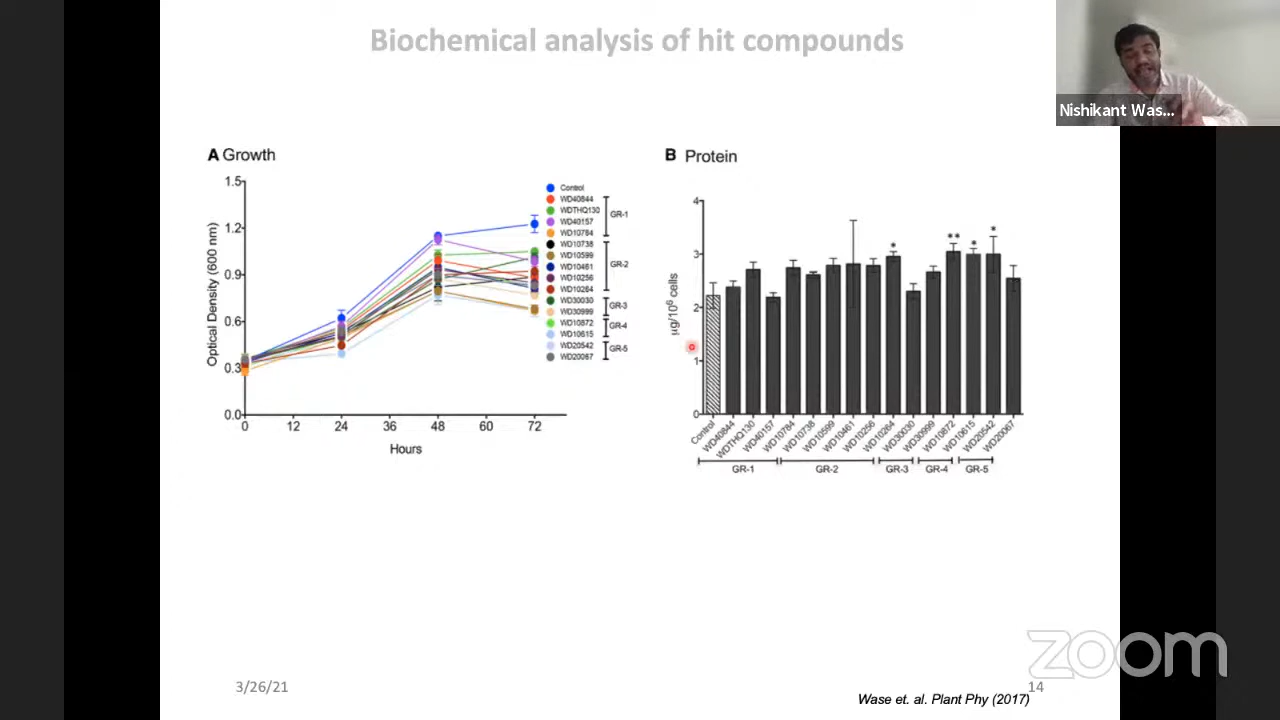 Biochemical analysis of hit compounds
Nishikant Was...
A Growth
Optical Density (600 nm)
1.5
1.2
0.9
0.6
0.3
0.0
0 12 24 36 48 60 72
Hours
Control
WD40844
WDTHQ130
WD40157
WD10784
WD10738
WD10599
WD10461
WD10256
WD10264
WD30030
WD30999
WD10872
WD10615
WD20542
WD20067
GR-1
GR-2
GR-3
GR-4
GR-5
B Protein
µg/10⁶ cells
4
3
2
1
0
* ** * *
Control WD40844 WDTHQ130 WD40157 WD10784 WD10738 WD10599 WD10461 WD10256 WD10264 WD30030 WD30999 WD10872 WD10615 WD20542 WD20067
GR-1 GR-2 GR-3 GR-4 GR-5
zoom
3/26/21
14
Wase et. al. Plant Phy (2017)